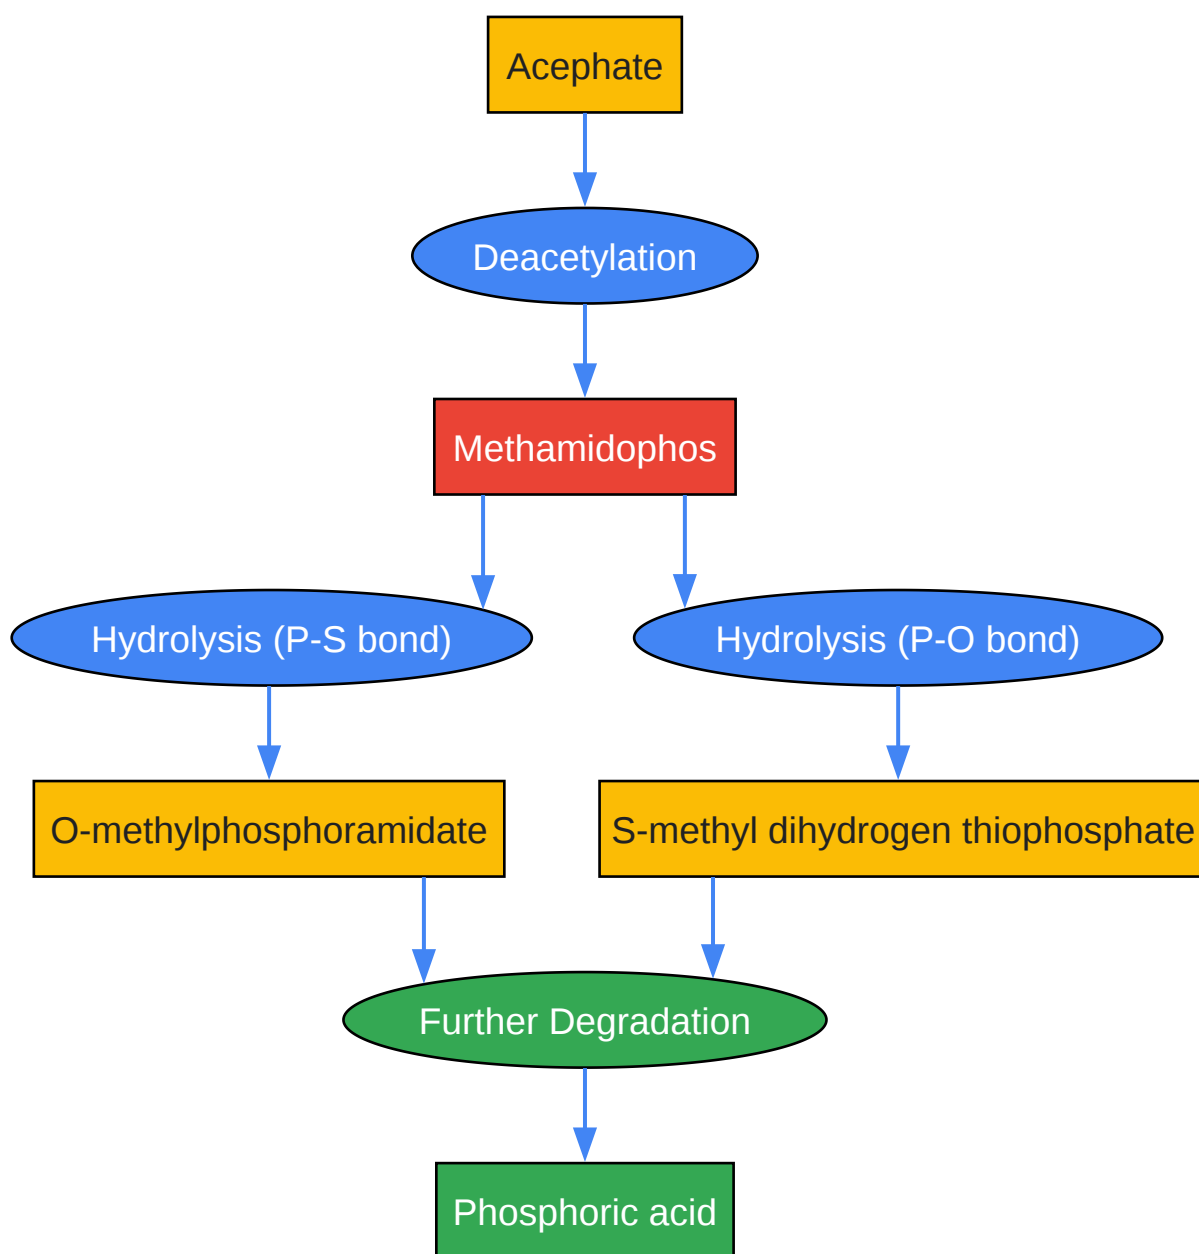 Acephate
Deacetylation
Methamidophos
Hydrolysis (P-S bond)
Hydrolysis (P-O bond)
O-methylphosphoramidate
S-methyl dihydrogen thiophosphate
Further Degradation
Phosphoric acid